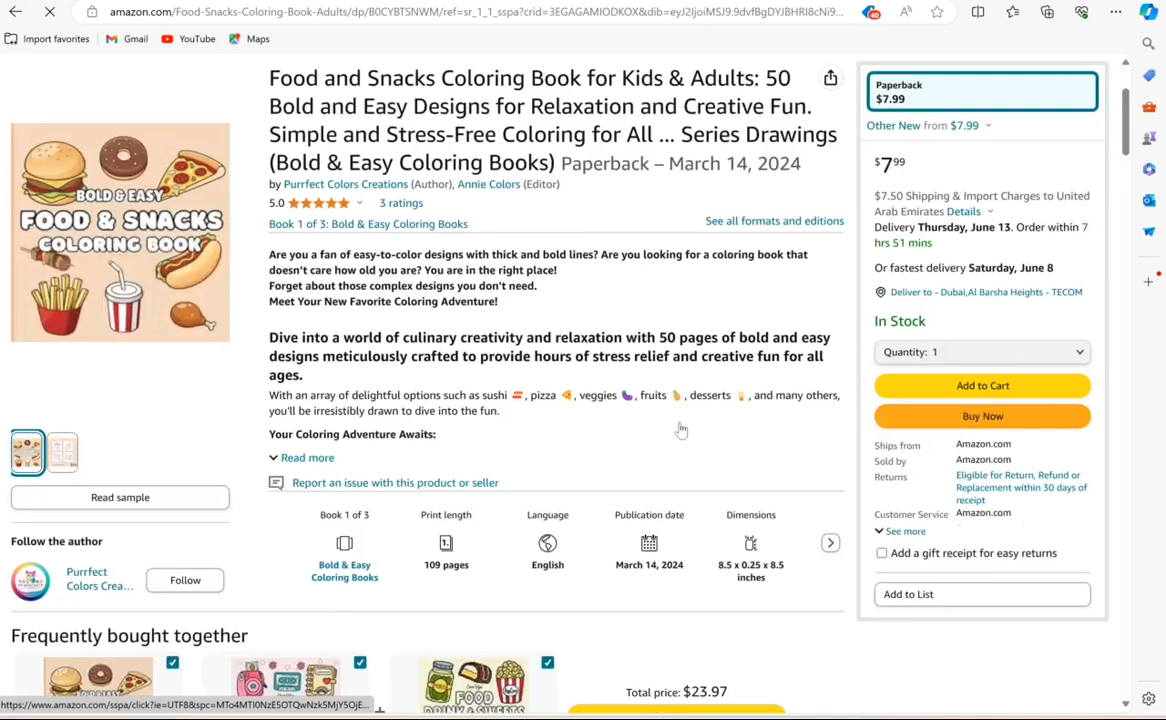 amazon.com/Food-Snacks-Coloring-Book-Adults/dp/B0CYBTSNWM/ref=sr_1_1_sspa?crid=3EGAGAMIODKOX&dib=eyJ2IjoiMSJ9.9dvfBgDYJBHRI8cNi9...
40
Import favorites
Gmail
YouTube
Maps
BOLD & EASY
FOOD & SNACKS
COLORING BOOK
Read sample
Follow the author
Purrfect
Colors Crea...
Follow
Food and Snacks Coloring Book for Kids & Adults: 50
Bold and Easy Designs for Relaxation and Creative Fun.
Simple and Stress-Free Coloring for All ... Series Drawings
(Bold & Easy Coloring Books) Paperback – March 14, 2024
by Purrfect Colors Creations (Author), Annie Colors (Editor)
5.0 3 ratings
Book 1 of 3: Bold & Easy Coloring Books
See all formats and editions
Are you a fan of easy-to-color designs with thick and bold lines? Are you looking for a coloring book that
doesn't care how old you are? You are in the right place!
Forget about those complex designs you don't need.
Meet Your New Favorite Coloring Adventure!
Dive into a world of culinary creativity and relaxation with 50 pages of bold and easy
designs meticulously crafted to provide hours of stress relief and creative fun for all
ages.
With an array of delightful options such as sushi 🍣, pizza 🍕, veggies 🍆, fruits 🍍, desserts 🍦, and many others,
you'll be irresistibly drawn to dive into the fun.
Your Coloring Adventure Awaits:
Read more
Report an issue with this product or seller
Book 1 of 3
Bold & Easy
Coloring Books
Print length
109 pages
Language
English
Publication date
March 14, 2024
Dimensions
8.5 x 0.25 x 8.5
inches
Paperback
$7.99
Other New from $7.99
$7.99
$7.50 Shipping & Import Charges to United
Arab Emirates Details
Delivery Thursday, June 13. Order within 7
hrs 51 mins
Or fastest delivery Saturday, June 8
Deliver to - Dubai,Al Barsha Heights - TECOM
In Stock
Quantity: 1
Add to Cart
Buy Now
Ships from Amazon.com
Sold by Amazon.com
Returns Eligible for Return, Refund or
Replacement within 30 days of
receipt
Customer Service Amazon.com
See more
Add a gift receipt for easy returns
Add to List
Frequently bought together
FOOD
DRINK & SWEETS
Total price: $23.97